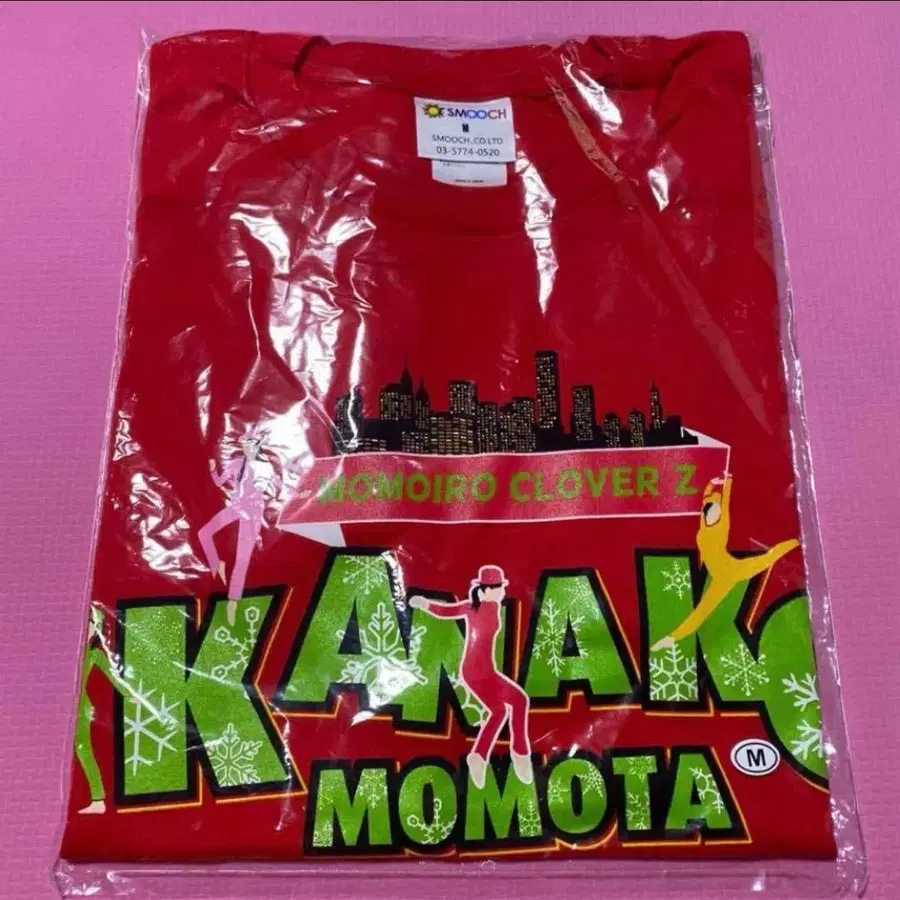 SMOOCH
M
SMOOCH.CO.LTD
03-5774-0520
MOMOIRO CLOVER Z
KANAKO
MOMOTA
M